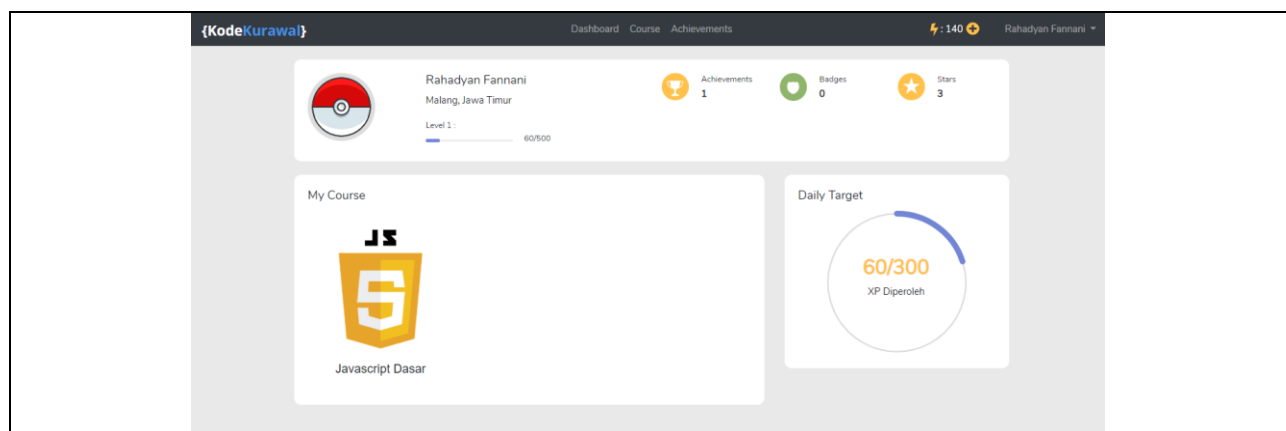 {KodeKurawal}
Dashboard Course Achievements
: 140
Rahadyan Fannani
Rahadyan Fannani
Malang, Jawa Timur
Level 1 :
60/500
Achievements
1
Badges
0
Stars
3
My Course
JS
5
Javascript Dasar
Daily Target
60/300
XP Diperoleh